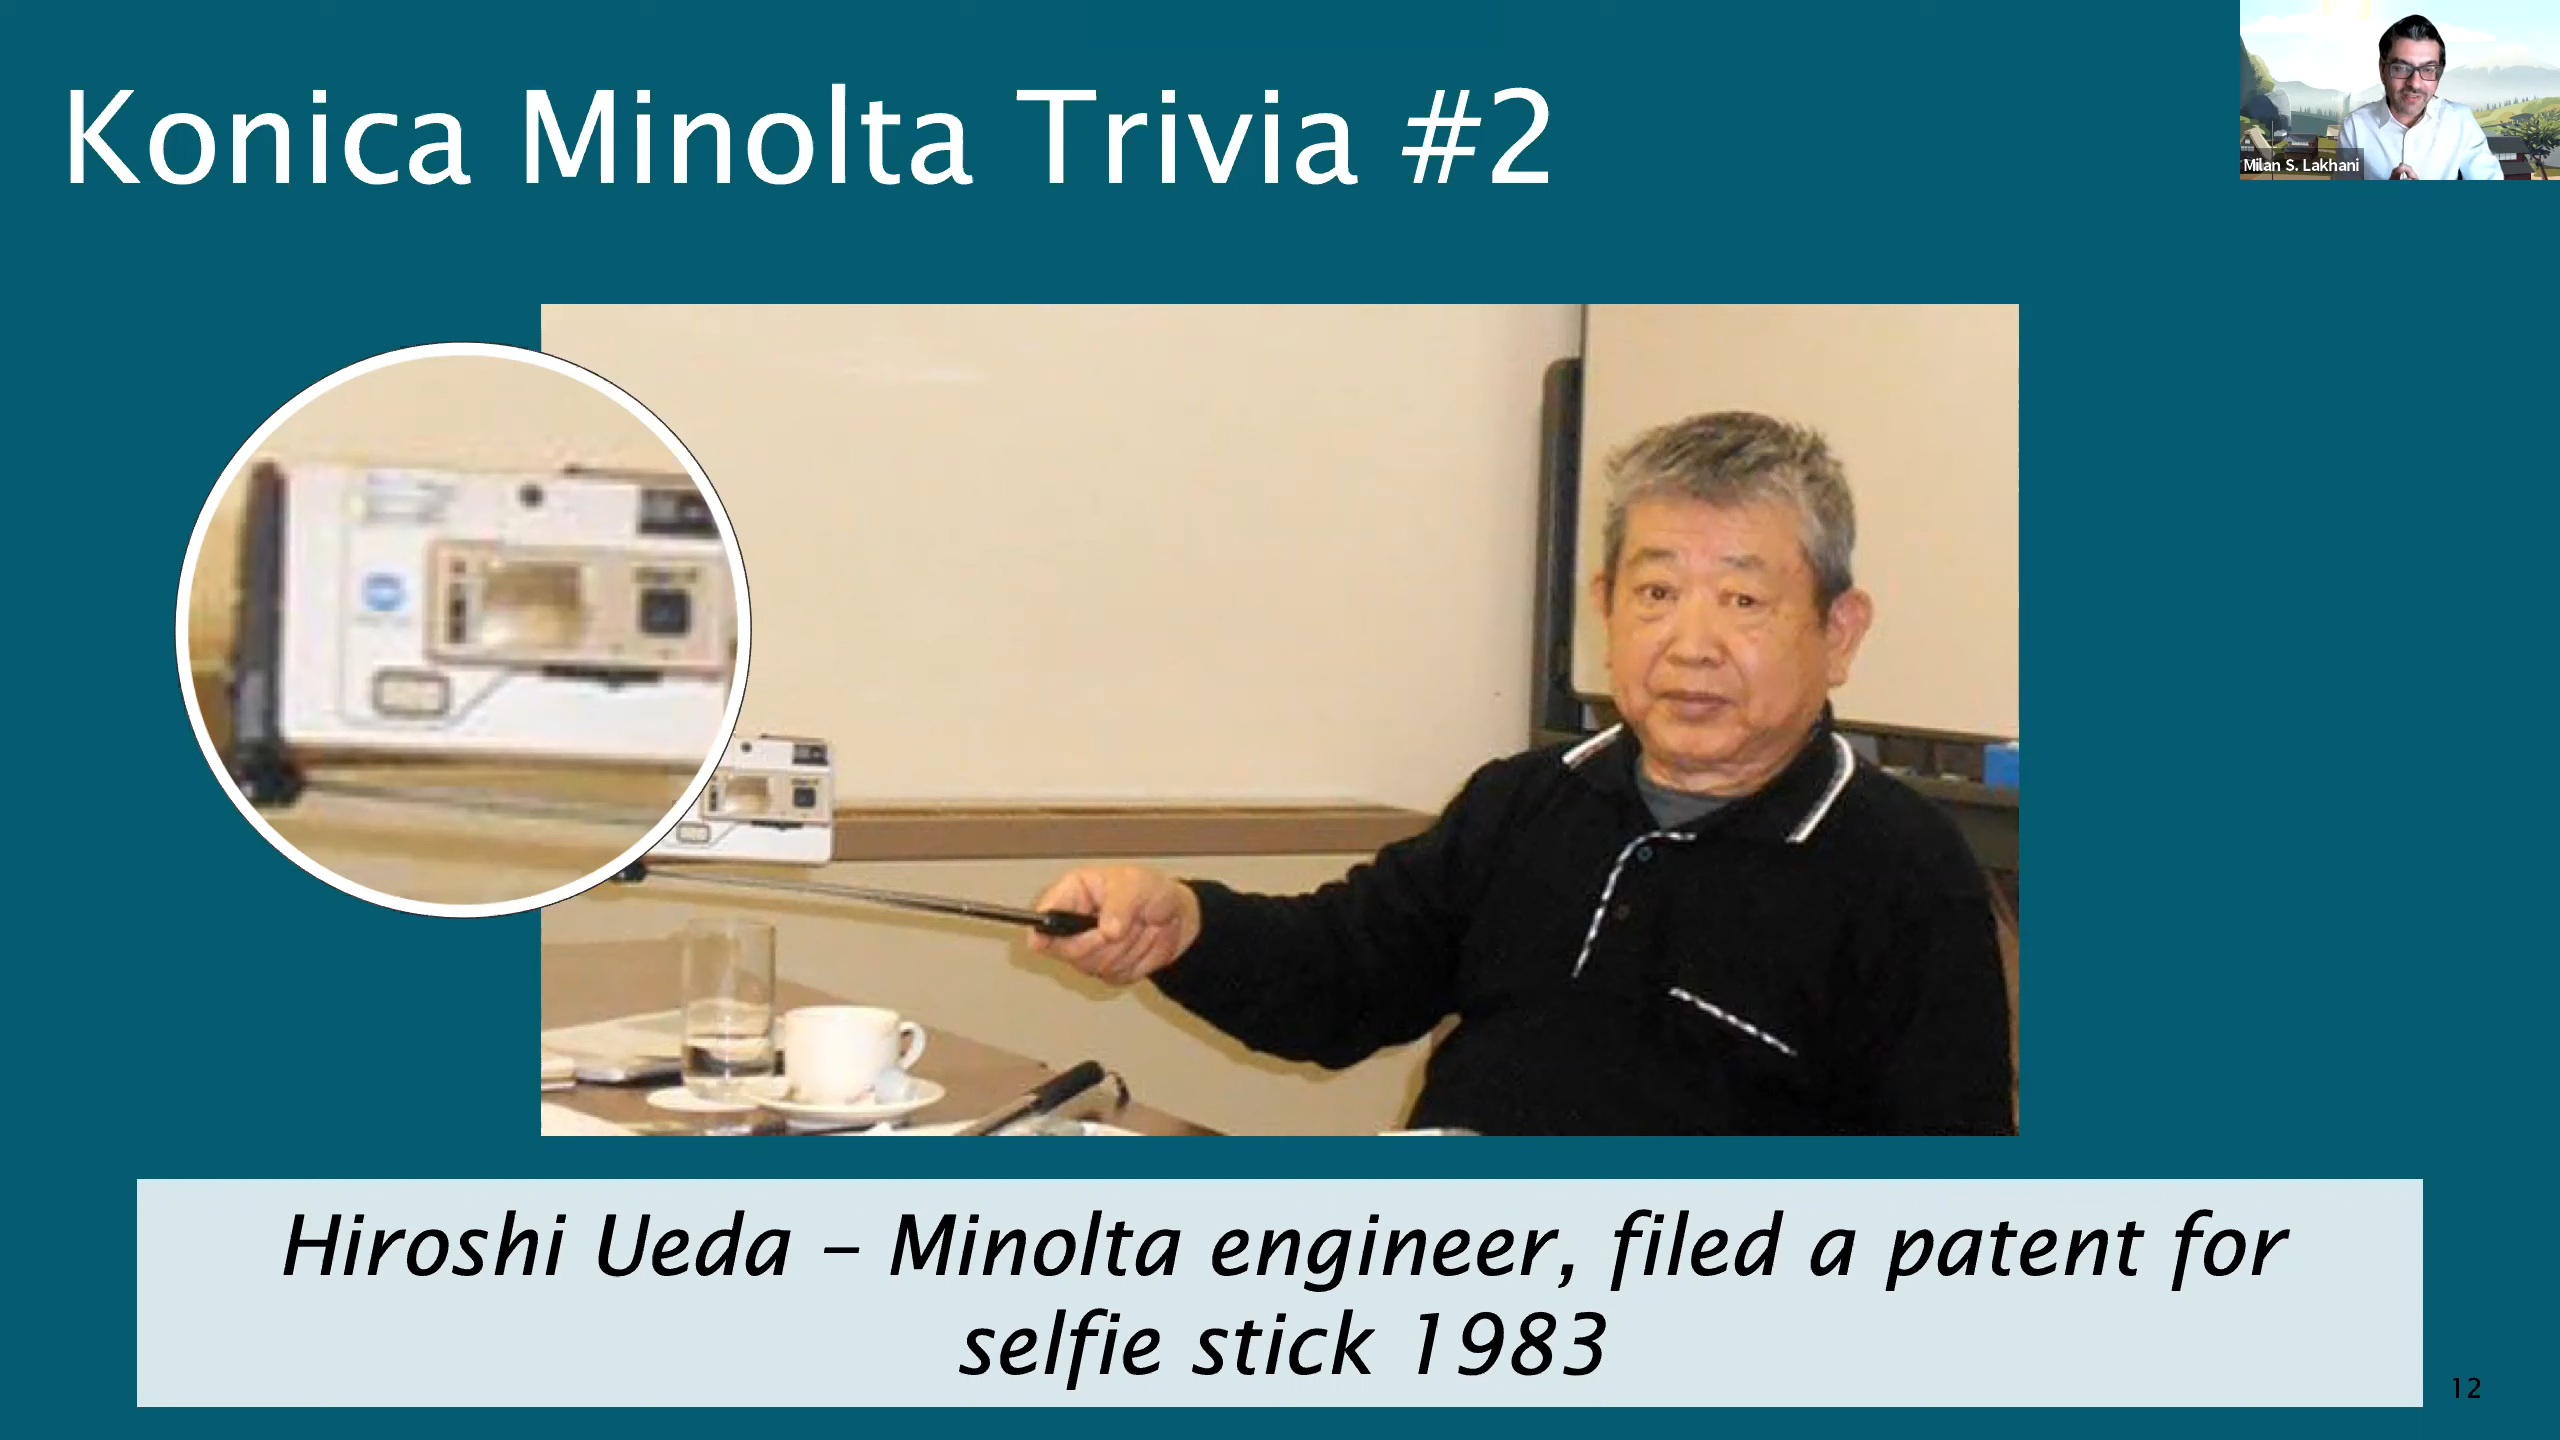 Konica Minolta Trivia #2
Milan S. Lakhani
Hiroshi Ueda – Minolta engineer, filed a patent for
selfie stick 1983
12